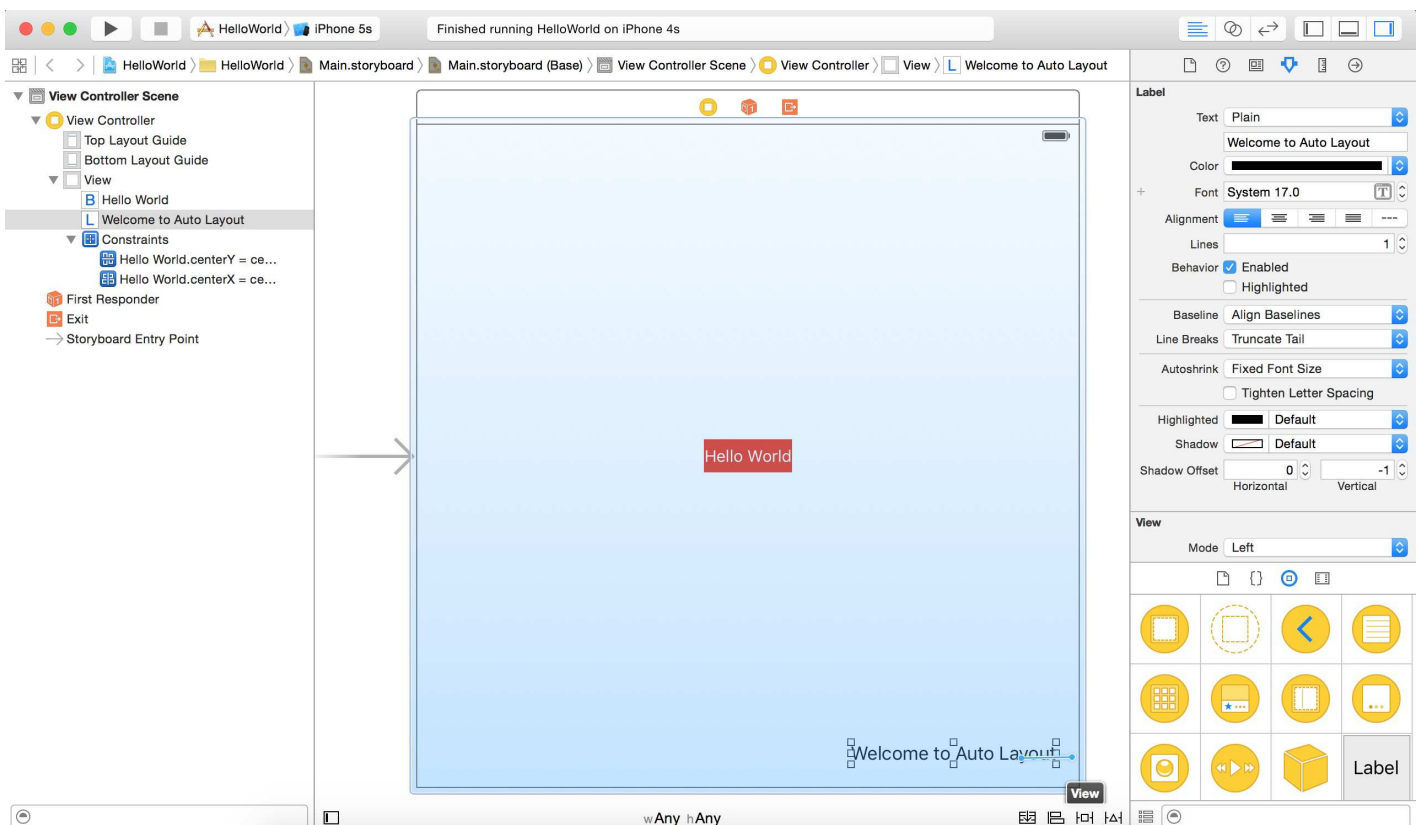 HelloWorld iPhone 5s
Finished running HelloWorld on iPhone 4s
HelloWorld HelloWorld Main.storyboard Main.storyboard (Base) View Controller Scene View Controller View L Welcome to Auto Layout
View Controller Scene
View Controller
Top Layout Guide
Bottom Layout Guide
View
B Hello World
L Welcome to Auto Layout
Constraints
Hello World.centerY = ce...
Hello World.centerX = ce...
First Responder
Exit
Storyboard Entry Point
Hello World
Welcome to Auto Layout
View
wAny hAny
Label
Text Plain
Welcome to Auto Layout
Color
Font System 17.0 T
Alignment
Lines 1
Behavior Enabled
Highlighted
Baseline Align Baselines
Line Breaks Truncate Tail
Autoshrink Fixed Font Size
Tighten Letter Spacing
Highlighted Default
Shadow Default
Shadow Offset 0 -1
Horizontal Vertical
View
Mode Left
Label